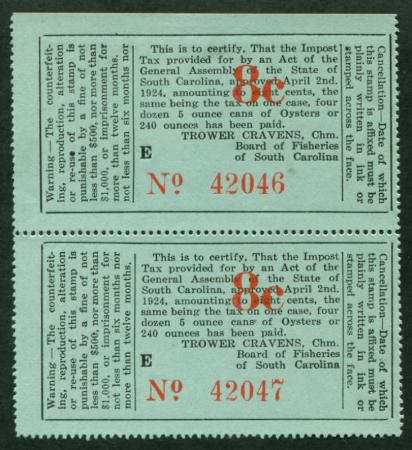 Warning—The counterfeit-
ing, reproduction, alteration
or re-use of this stamp is
punishable by a fine of not
less than $500, nor more than
$1,000, or imprisonment for
not less than six months nor
more than twelve months.
This is to certify, That the Impost
Tax provided for by an Act of the
General Assembly of the State of
South Carolina, approved April 2nd.
1924, amounting to eight cents, the
same being the tax on one case, four
dozen 5 ounce cans of Oysters or
240 ounces has been paid.
8c
TROWER CRAVENS, Chm.
E Board of Fisheries
of South Carolina
No 42046
Cancellation—Date of which
this stamp is affixed must be
plainly written in ink or
stamped across the face.
Warning—The counterfeit-
ing, reproduction, alteration
or re-use of this stamp is
punishable by a fine of not
less than $500, nor more than
$1,000, or imprisonment for
not less than six months nor
more than twelve months.
This is to certify, That the Impost
Tax provided for by an Act of the
General Assembly of the State of
South Carolina, approved April 2nd.
1924, amounting to eight cents, the
same being the tax on one case, four
dozen 5 ounce cans of Oysters or
240 ounces has been paid.
8c
TROWER CRAVENS, Chm.
E Board of Fisheries
of South Carolina
No 42047
Cancellation—Date of which
this stamp is affixed must be
plainly written in ink or
stamped across the face.